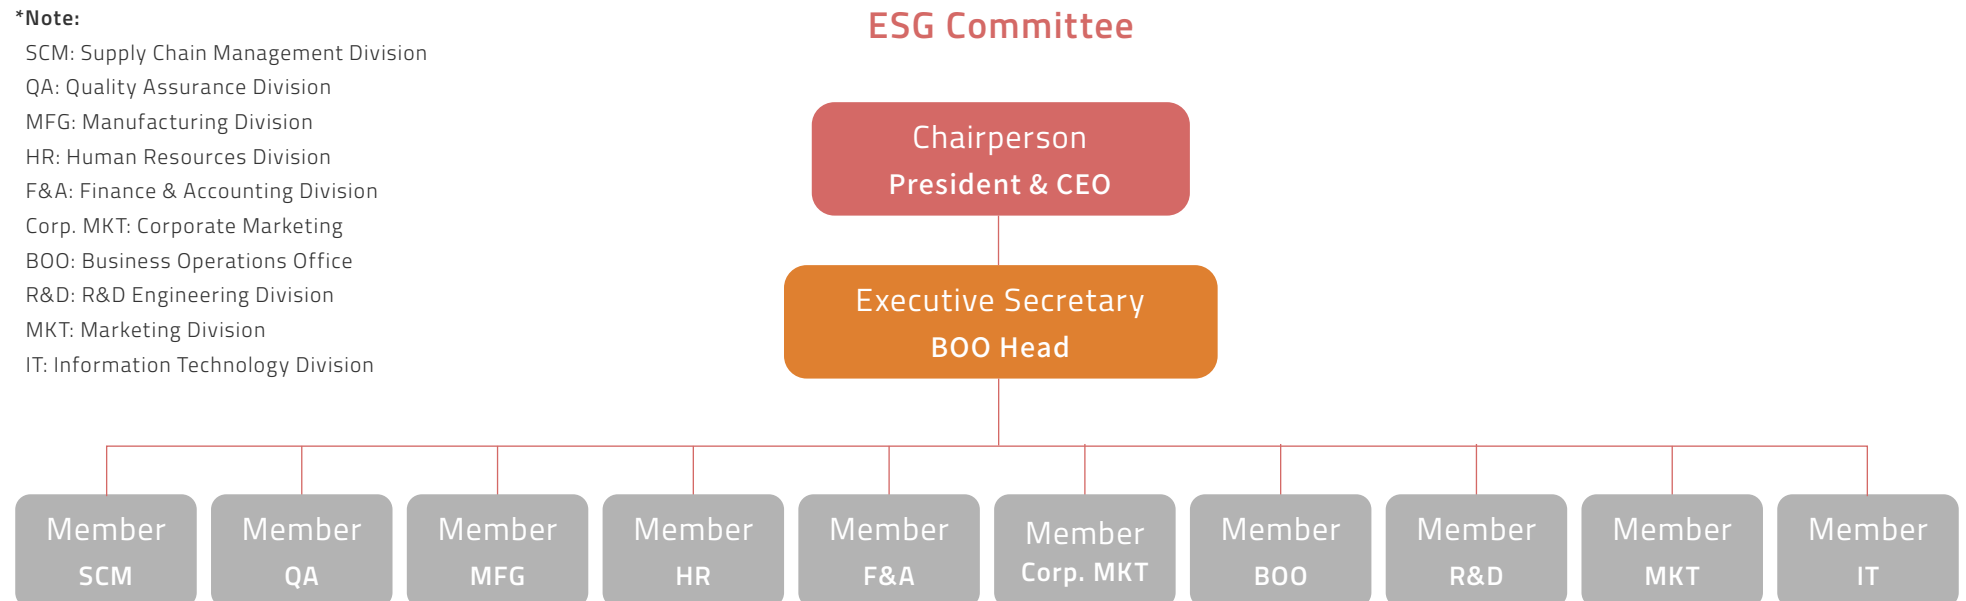 *Note:
SCM: Supply Chain Management Division
QA: Quality Assurance Division
MFG: Manufacturing Division
HR: Human Resources Division
F&A: Finance & Accounting Division
Corp. MKT: Corporate Marketing
BOO: Business Operations Office
R&D: R&D Engineering Division
MKT: Marketing Division
IT: Information Technology Division
ESG Committee
Chairperson
President & CEO
Executive Secretary
BOO Head
Member
SCM
Member
QA
Member
MFG
Member
HR
Member
F&A
Member
Corp. MKT
Member
BOO
Member
R&D
Member
MKT
Member
IT